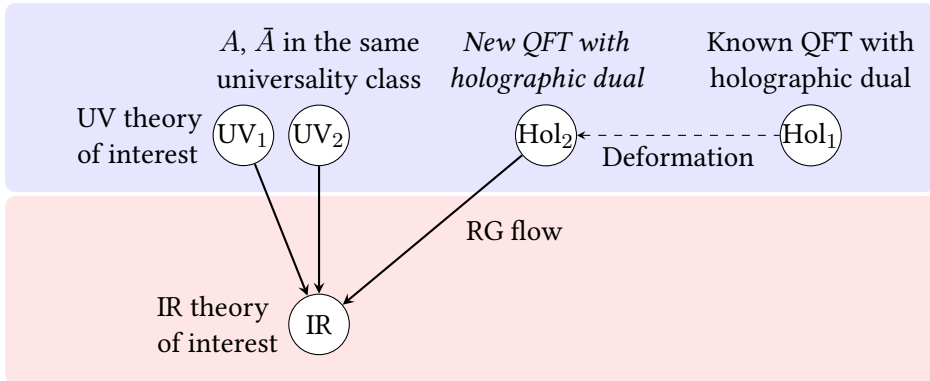 A, Ā in the same
universality class
New QFT with
holographic dual
Known QFT with
holographic dual
UV theory
of interest
UV₁
UV₂
Hol₂
Deformation
Hol₁
RG flow
IR theory
of interest
IR